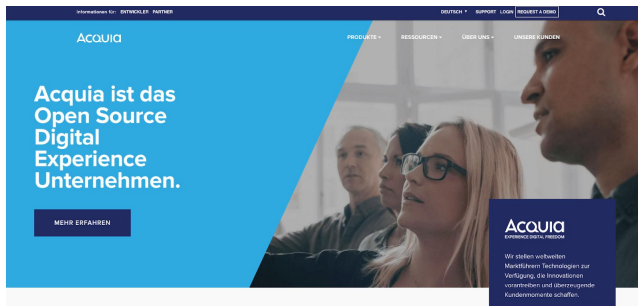 Informationen für: ENTWICKLER PARTNER
DEUTSCH SUPPORT LOGIN REQUEST A DEMO
ACQUIA
PRODUKTE RESSOURCEN ÜBER UNS UNSERE KUNDEN
Acquia ist das
Open Source
Digital
Experience
Unternehmen.
MEHR ERFAHREN
ACQUIA
EXPERIENCE DIGITAL FREEDOM
Wir stellen weltweiten
Marktführern Technologien zur
Verfügung, die Innovationen
vorantreiben und überzeugende
Kundenmomente schaffen.